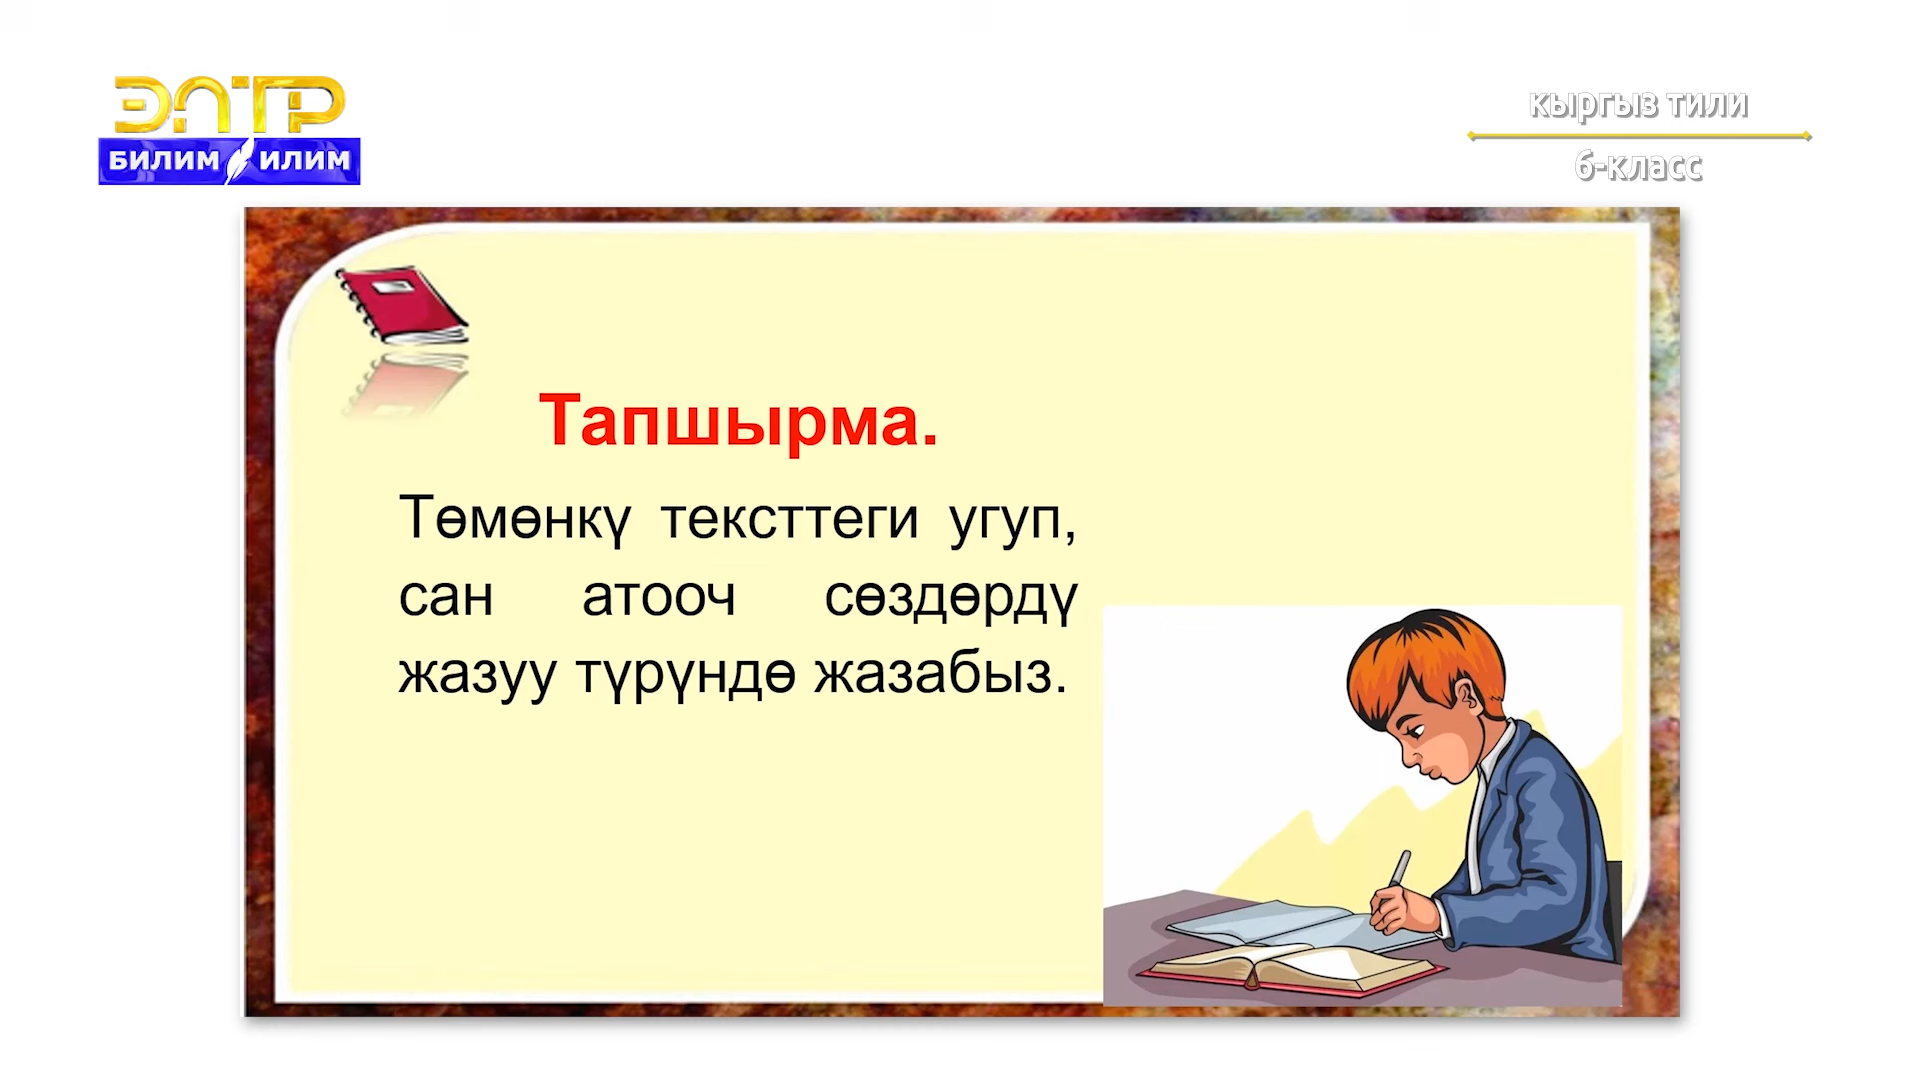 ЭЛТР
БИЛИМ ИЛИМ
кыргыз тили
6-класс
Тапшырма.
Төмөнкү тексттеги угуп,
сан атооч сөздөрдү
жазуу түрүндө жазабыз.